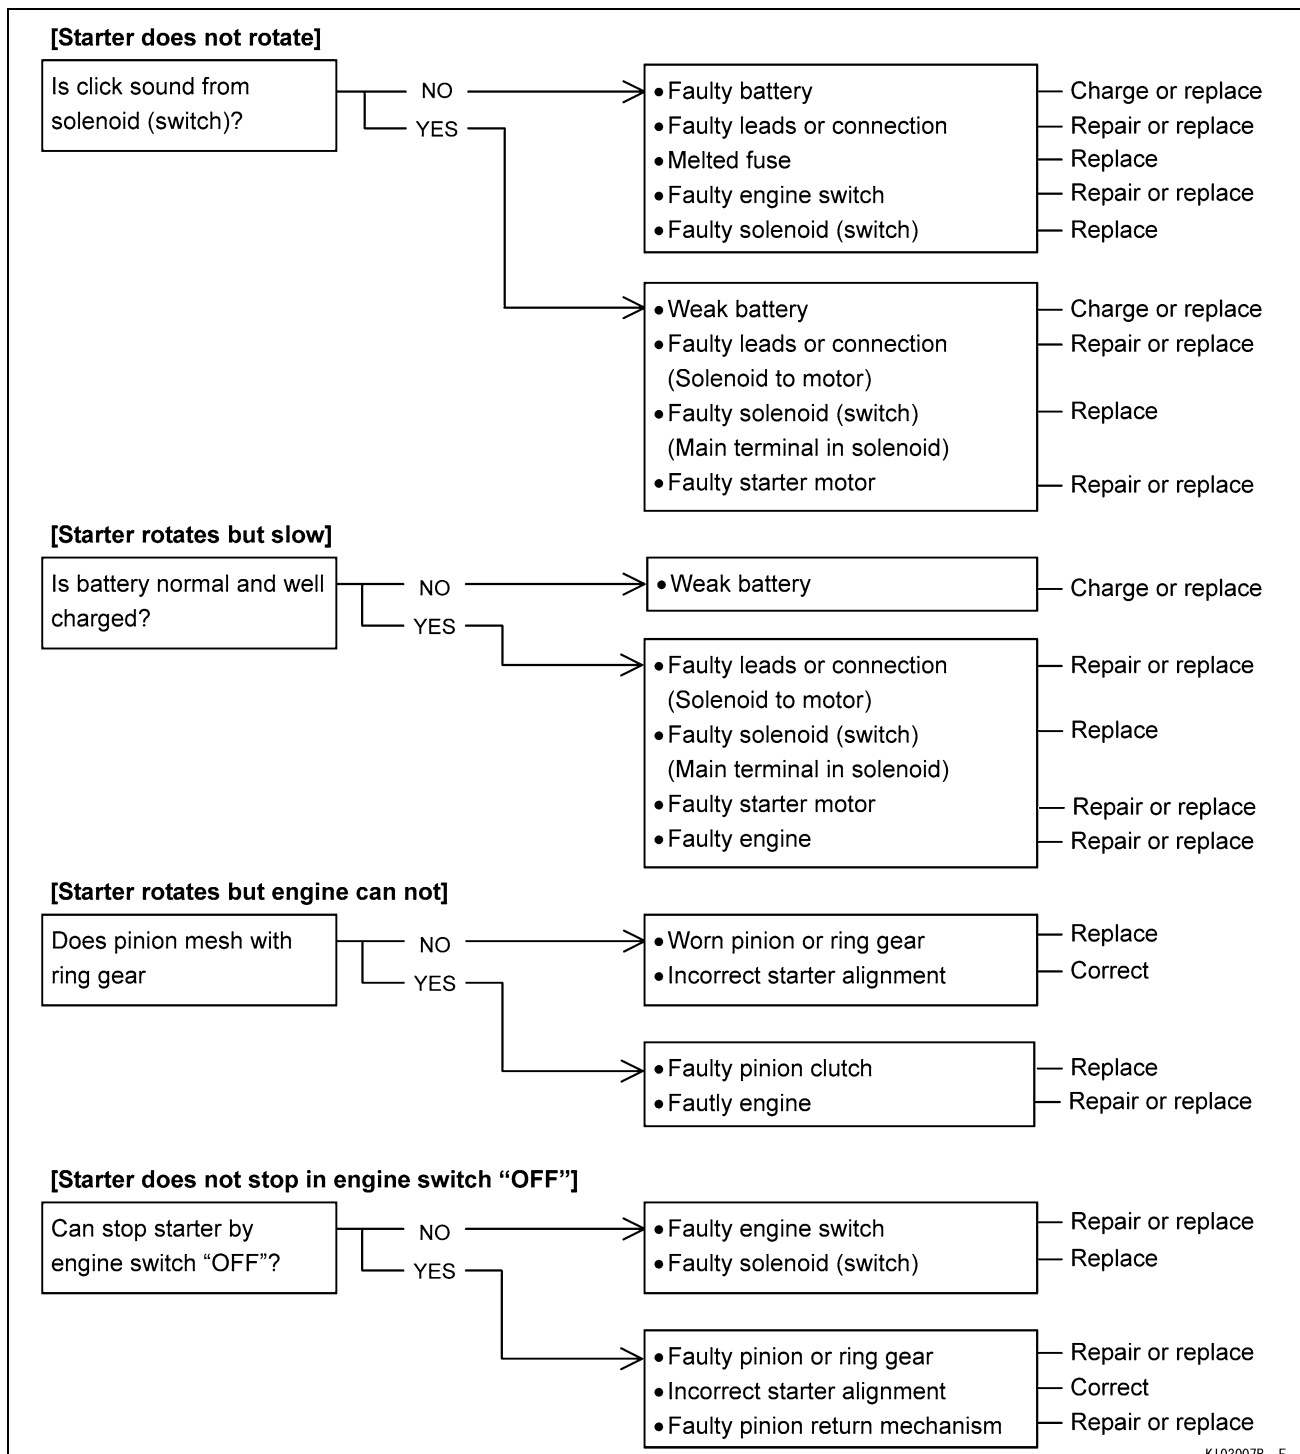 [Starter does not rotate]
Is click sound from
solenoid (switch)?
NO
YES
•Faulty battery
Charge or replace
•Faulty leads or connection
Repair or replace
•Melted fuse
Replace
•Faulty engine switch
Repair or replace
•Faulty solenoid (switch)
Replace
•Weak battery
Charge or replace
•Faulty leads or connection
Repair or replace
(Solenoid to motor)
•Faulty solenoid (switch)
Replace
(Main terminal in solenoid)
•Faulty starter motor
Repair or replace
[Starter rotates but slow]
Is battery normal and well
charged?
NO
YES
•Weak battery
Charge or replace
•Faulty leads or connection
Repair or replace
(Solenoid to motor)
•Faulty solenoid (switch)
Replace
(Main terminal in solenoid)
•Faulty starter motor
Repair or replace
•Faulty engine
Repair or replace
[Starter rotates but engine can not]
Does pinion mesh with
ring gear
NO
YES
•Worn pinion or ring gear
Replace
•Incorrect starter alignment
Correct
•Faulty pinion clutch
Replace
•Fautly engine
Repair or replace
[Starter does not stop in engine switch “OFF”]
Can stop starter by
engine switch “OFF”?
NO
YES
•Faulty engine switch
Repair or replace
•Faulty solenoid (switch)
Replace
•Faulty pinion or ring gear
Repair or replace
•Incorrect starter alignment
Correct
•Faulty pinion return mechanism
Repair or replace